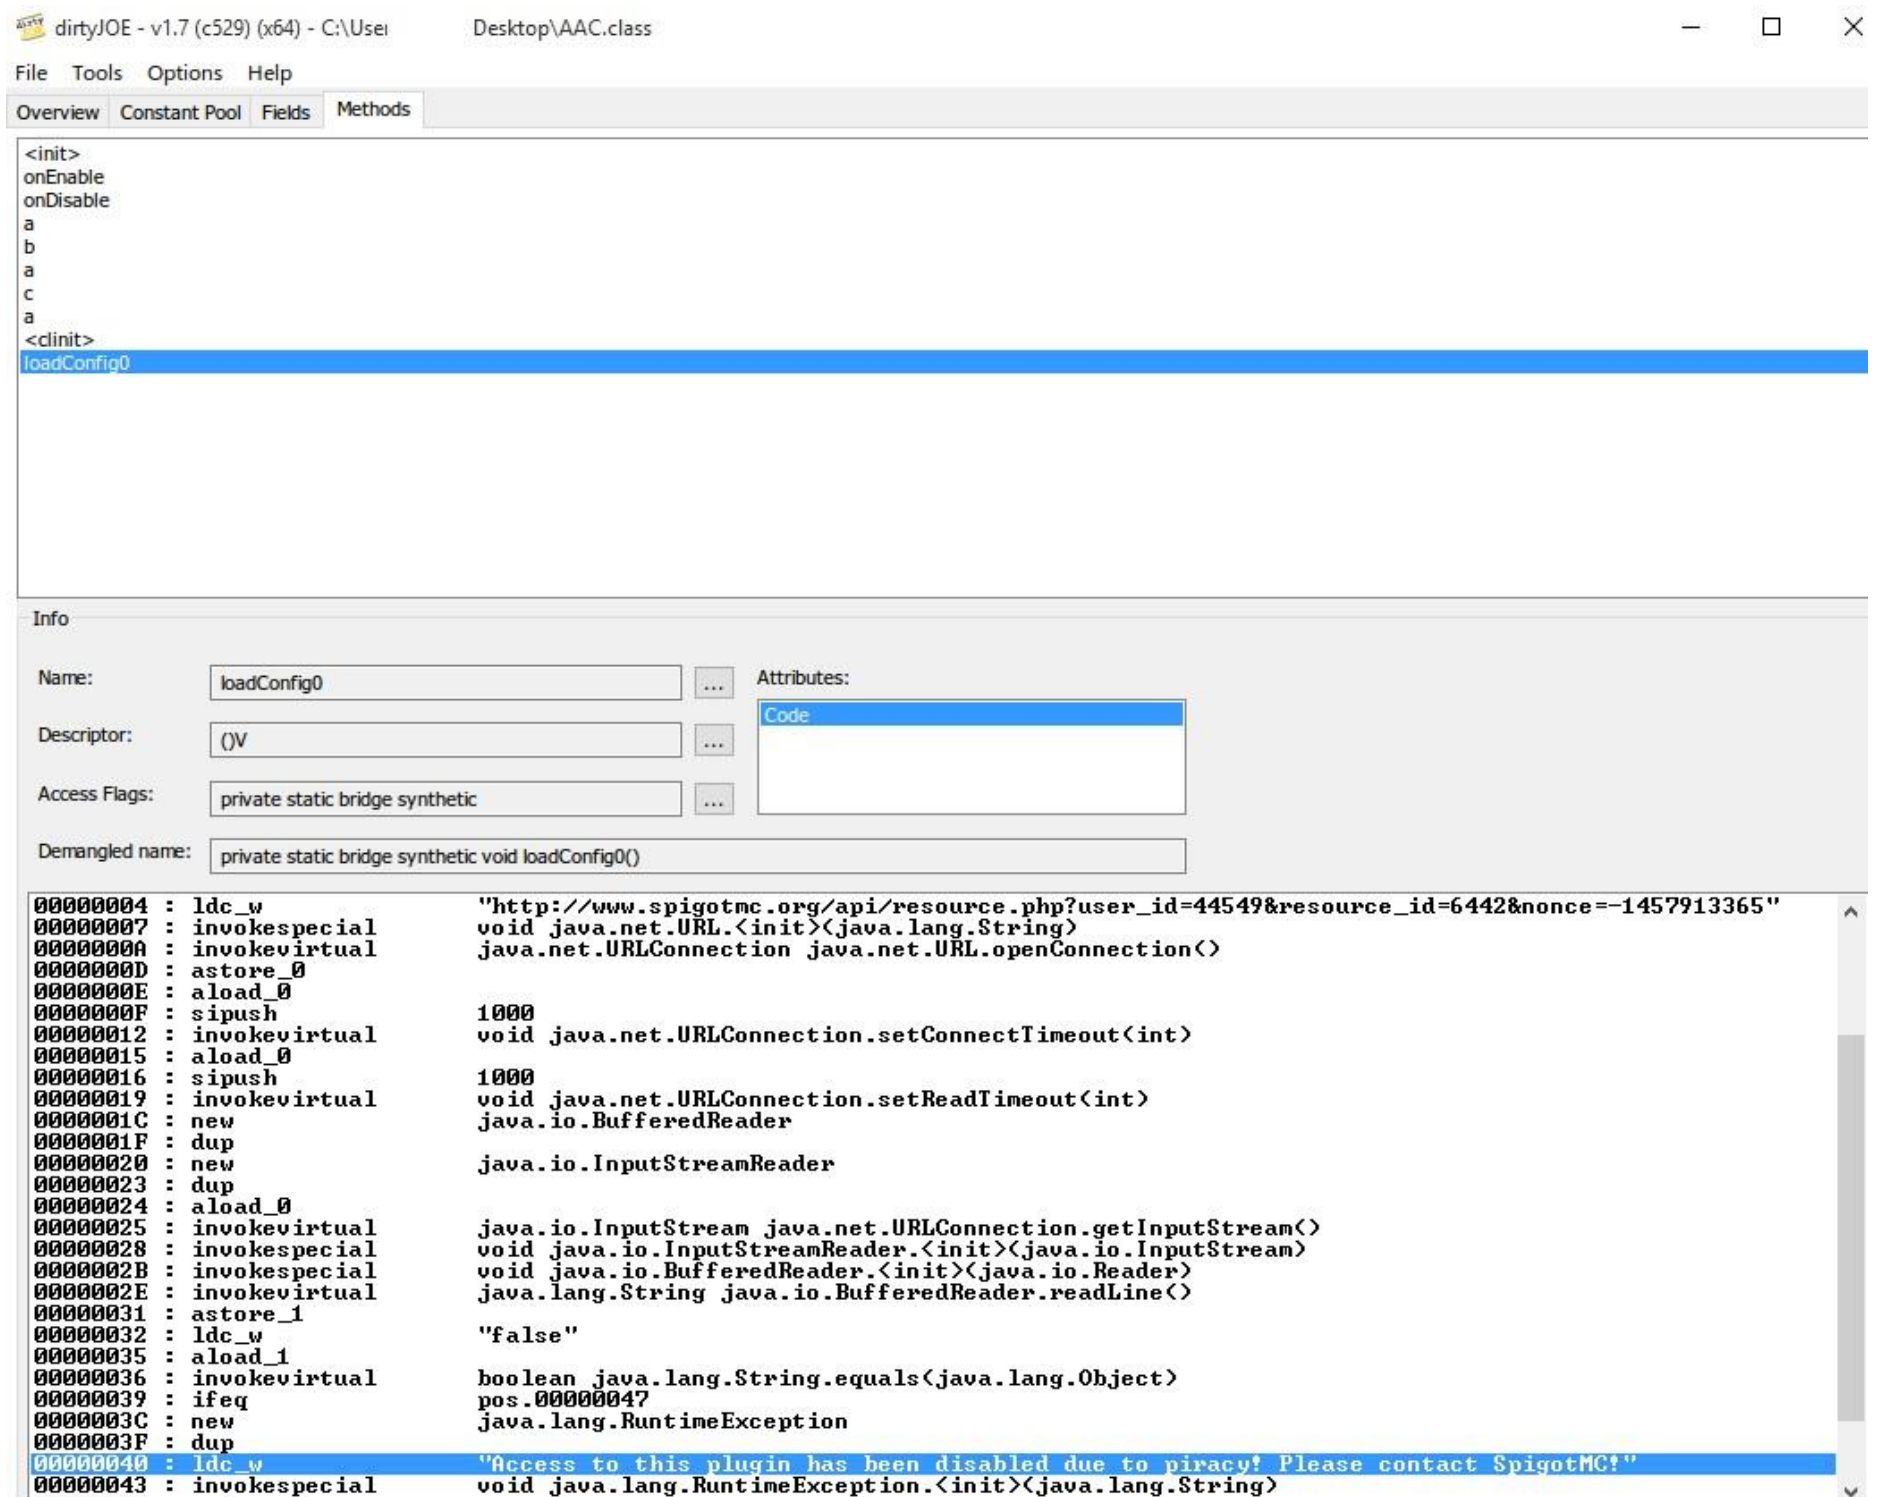 dirty
dirtyJOE - v1.7 (c529) (x64) - C:\User Desktop\AAC.class
File Tools Options Help
Overview Constant Pool Fields Methods
<init>
onEnable
onDisable
a
b
a
c
a
<clinit>
loadConfig0
Info
Name: loadConfig0 ... Attributes:
Code
Descriptor: ()V ...
Access Flags: private static bridge synthetic ...
Demangled name: private static bridge synthetic void loadConfig0()
00000004 : ldc_w "http://www.spigotmc.org/api/resource.php?user_id=44549&resource_id=6442&nonce=-1457913365"
00000007 : invokespecial void java.net.URL.<init>(java.lang.String)
0000000A : invokevirtual java.net.URLConnection java.net.URL.openConnection()
0000000D : astore_0
0000000E : aload_0
0000000F : sipush 1000
00000012 : invokevirtual void java.net.URLConnection.setConnectTimeout(int)
00000015 : aload_0
00000016 : sipush 1000
00000019 : invokevirtual void java.net.URLConnection.setReadTimeout(int)
0000001C : new java.io.BufferedReader
0000001F : dup
00000020 : new java.io.InputStreamReader
00000023 : dup
00000024 : aload_0
00000025 : invokevirtual java.io.InputStream java.net.URLConnection.getInputStream()
00000028 : invokespecial void java.io.InputStreamReader.<init>(java.io.InputStream)
0000002B : invokespecial void java.io.BufferedReader.<init>(java.io.Reader)
0000002E : invokevirtual java.lang.String java.io.BufferedReader.readLine()
00000031 : astore_1
00000032 : ldc_w "false"
00000035 : aload_1
00000036 : invokevirtual boolean java.lang.String.equals(java.lang.Object)
00000039 : ifeq pos.00000047
0000003C : new java.lang.RuntimeException
0000003F : dup
00000040 : ldc_w "Access to this plugin has been disabled due to piracy! Please contact SpigotMC!"
00000043 : invokespecial void java.lang.RuntimeException.<init>(java.lang.String)